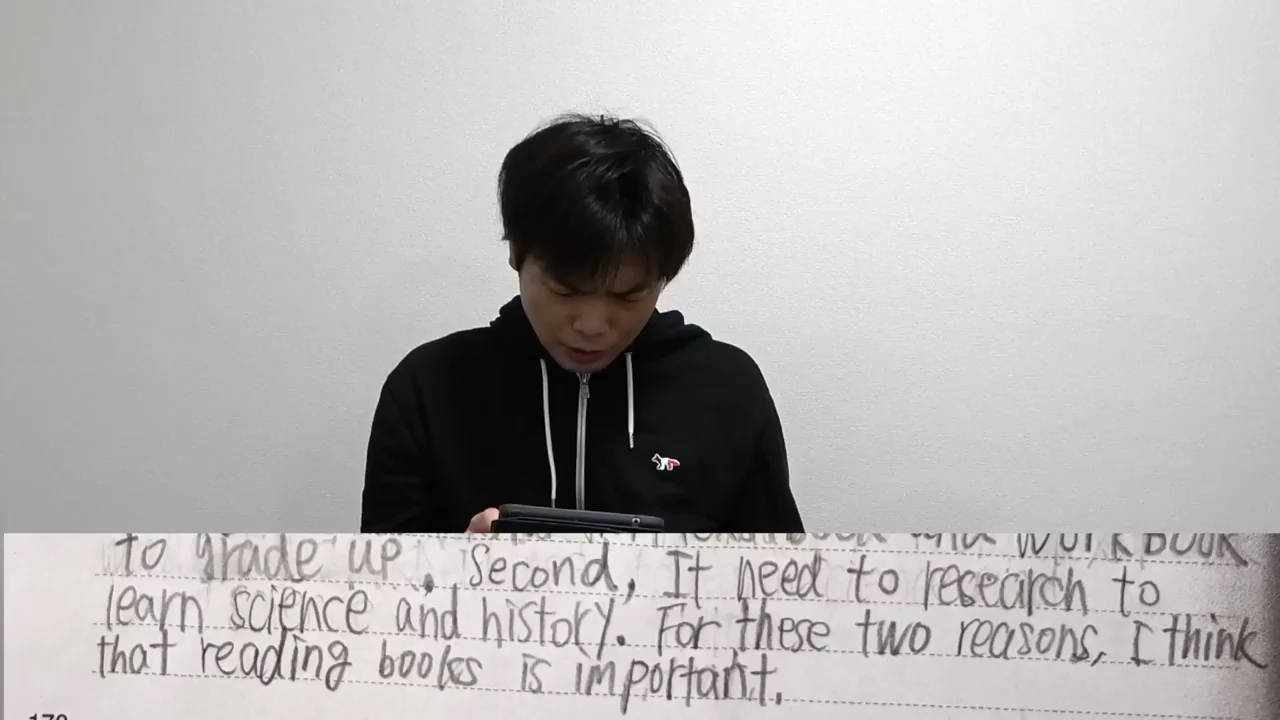 WORKBOOK
to grade up. Second, It need to research to
learn science and history. For these two reasons, I think
that reading books is important.